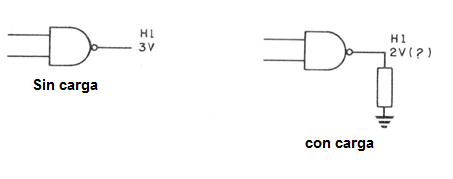 H1
3V
Sin carga
H1
2V(?)
con carga